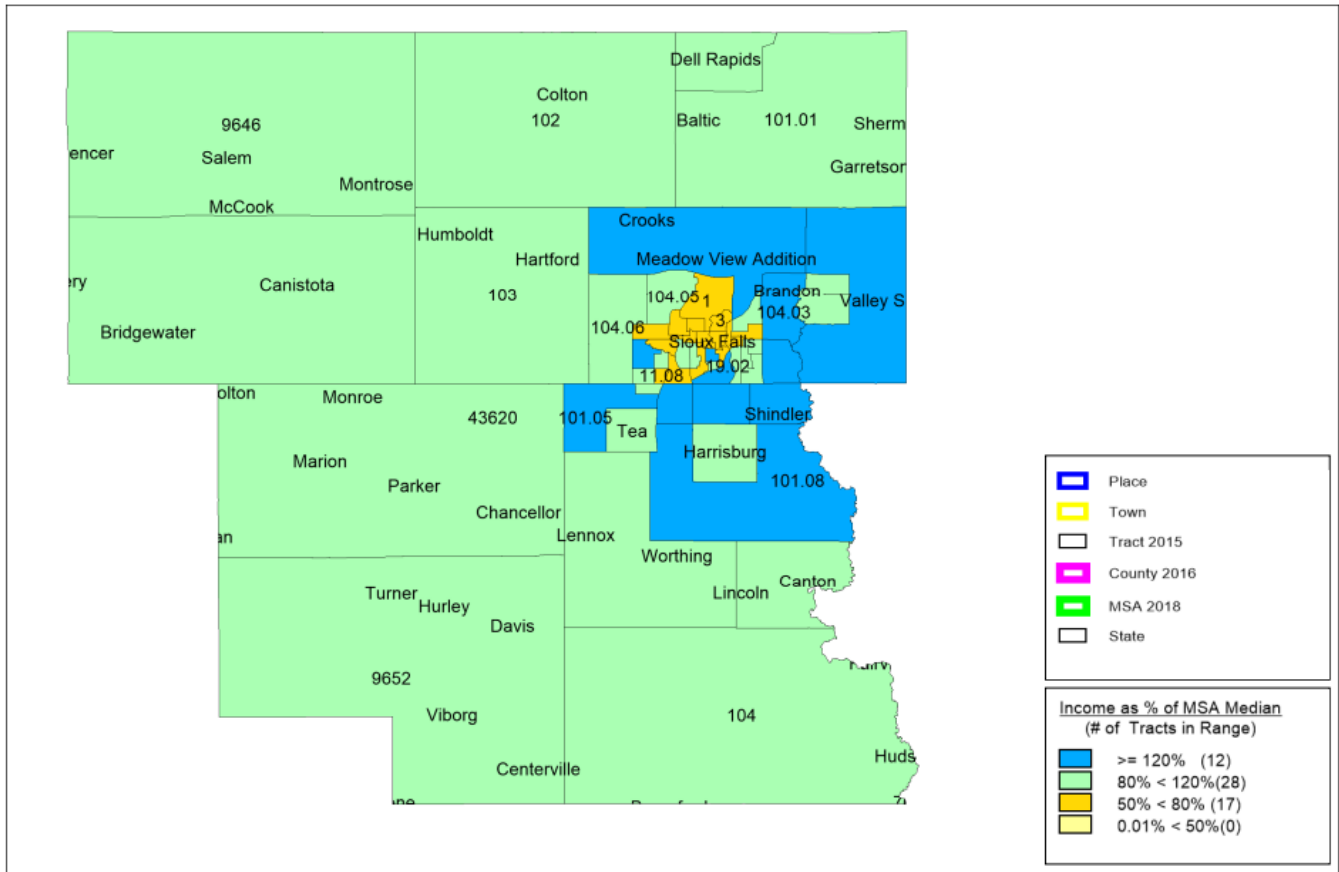 Dell Rapids
Colton
9646
102
Baltic
101.01
Sherm
encer
Salem
Garretsor
Montrose
McCook
Crooks
Humboldt
Hartford
Meadow View Addition
ery
Canistota
103
104.05
1
Brandon
Valley S
104.03
3
Bridgewater
104.06
Sioux Falls
19.02
11.08
olton
Monroe
43620
101.05
Shindler
Tea
Marion
Harrisburg
101.08
Parker
Chancellor
an
Lennox
Worthing
Turner
Hurley
Lincoln
Canton
Davis
9652
Viborg
104
Centerville
Huds
Place
Town
Tract 2015
County 2016
MSA 2018
State
Income as % of MSA Median
(# of Tracts in Range)
>= 120% (12)
80% < 120%(28)
50% < 80% (17)
0.01% < 50%(0)